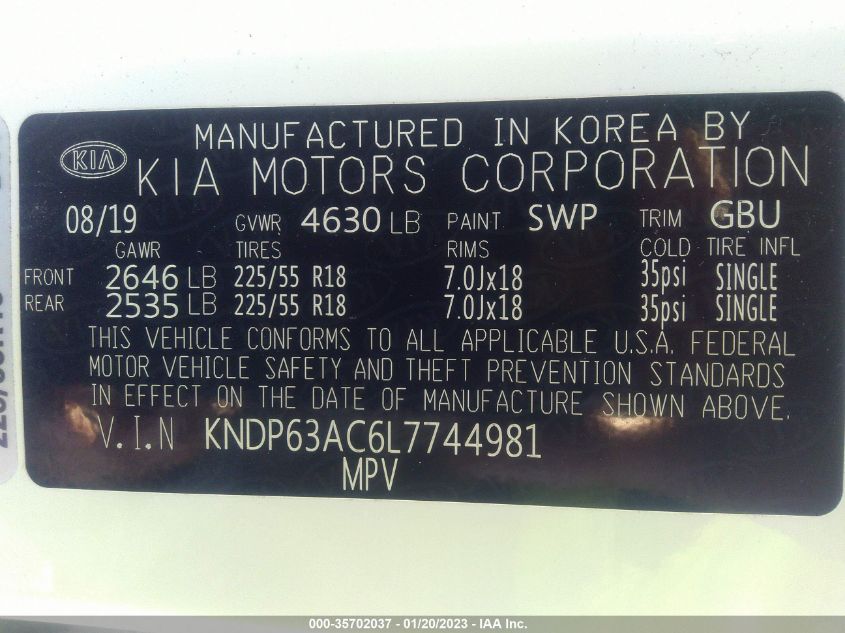 MANUFACTURED IN KOREA BY
KIA KIA MOTORS CORPORATION
08/19 GVWR 4630 LB PAINT SWP TRIM GBU
GAWR TIRES RIMS COLD TIRE INFL
FRONT 2646 LB 225/55 R18 7.0Jx18 35psi SINGLE
REAR 2535 LB 225/55 R18 7.0Jx18 35psi SINGLE
THIS VEHICLE CONFORMS TO ALL APPLICABLE U.S.A. FEDERAL
MOTOR VEHICLE SAFETY AND THEFT PREVENTION STANDARDS
IN EFFECT ON THE DATE OF MANUFACTURE SHOWN ABOVE.
V.I.N KNDP63AC6L7744981
MPV
000-35702037 - 01/20/2023 - IAA Inc.